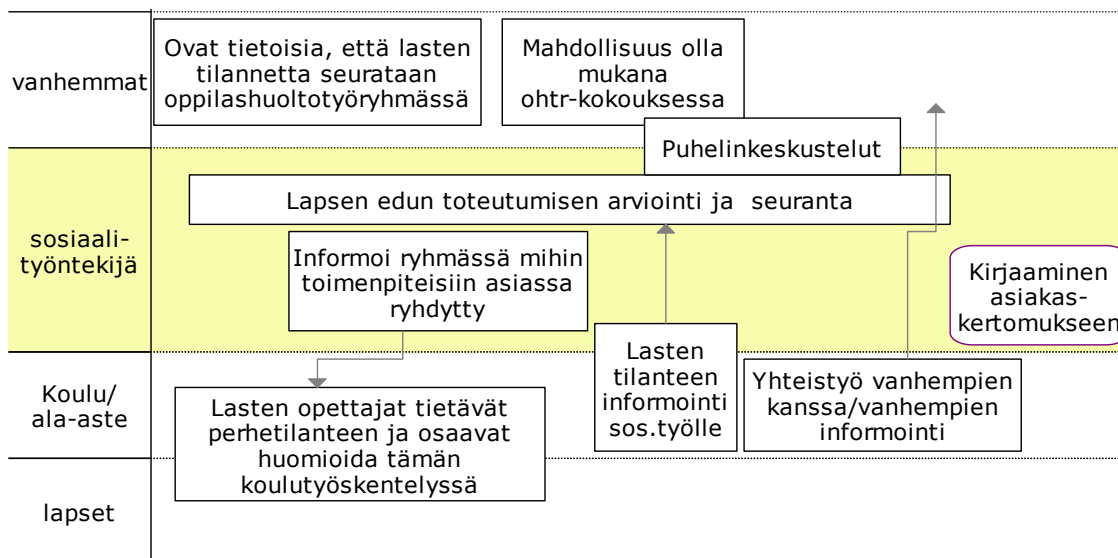 vanhemmat
Ovat tietoisia, että lasten
tilannetta seurataan
oppilashuoltotyöryhmässä
Mahdollisuus olla
mukana
ohtr-kokouksessa
Puhelinkeskustelut
sosiaali-
työntekijä
Lapsen edun toteutumisen arviointi ja  seuranta
Informoi ryhmässä mihin
toimenpiteisiin asiassa
ryhdytty
Kirjaaminen
asiakas-
kertomukseen
Koulu/
ala-aste
Lasten
tilanteen
informointi
sos.työlle
Yhteistyö vanhempien
kanssa/vanhempien
informointi
Lasten opettajat tietävät
perhetilanteen ja osaavat
huomioida tämän
koulutyöskentelyssä
lapset